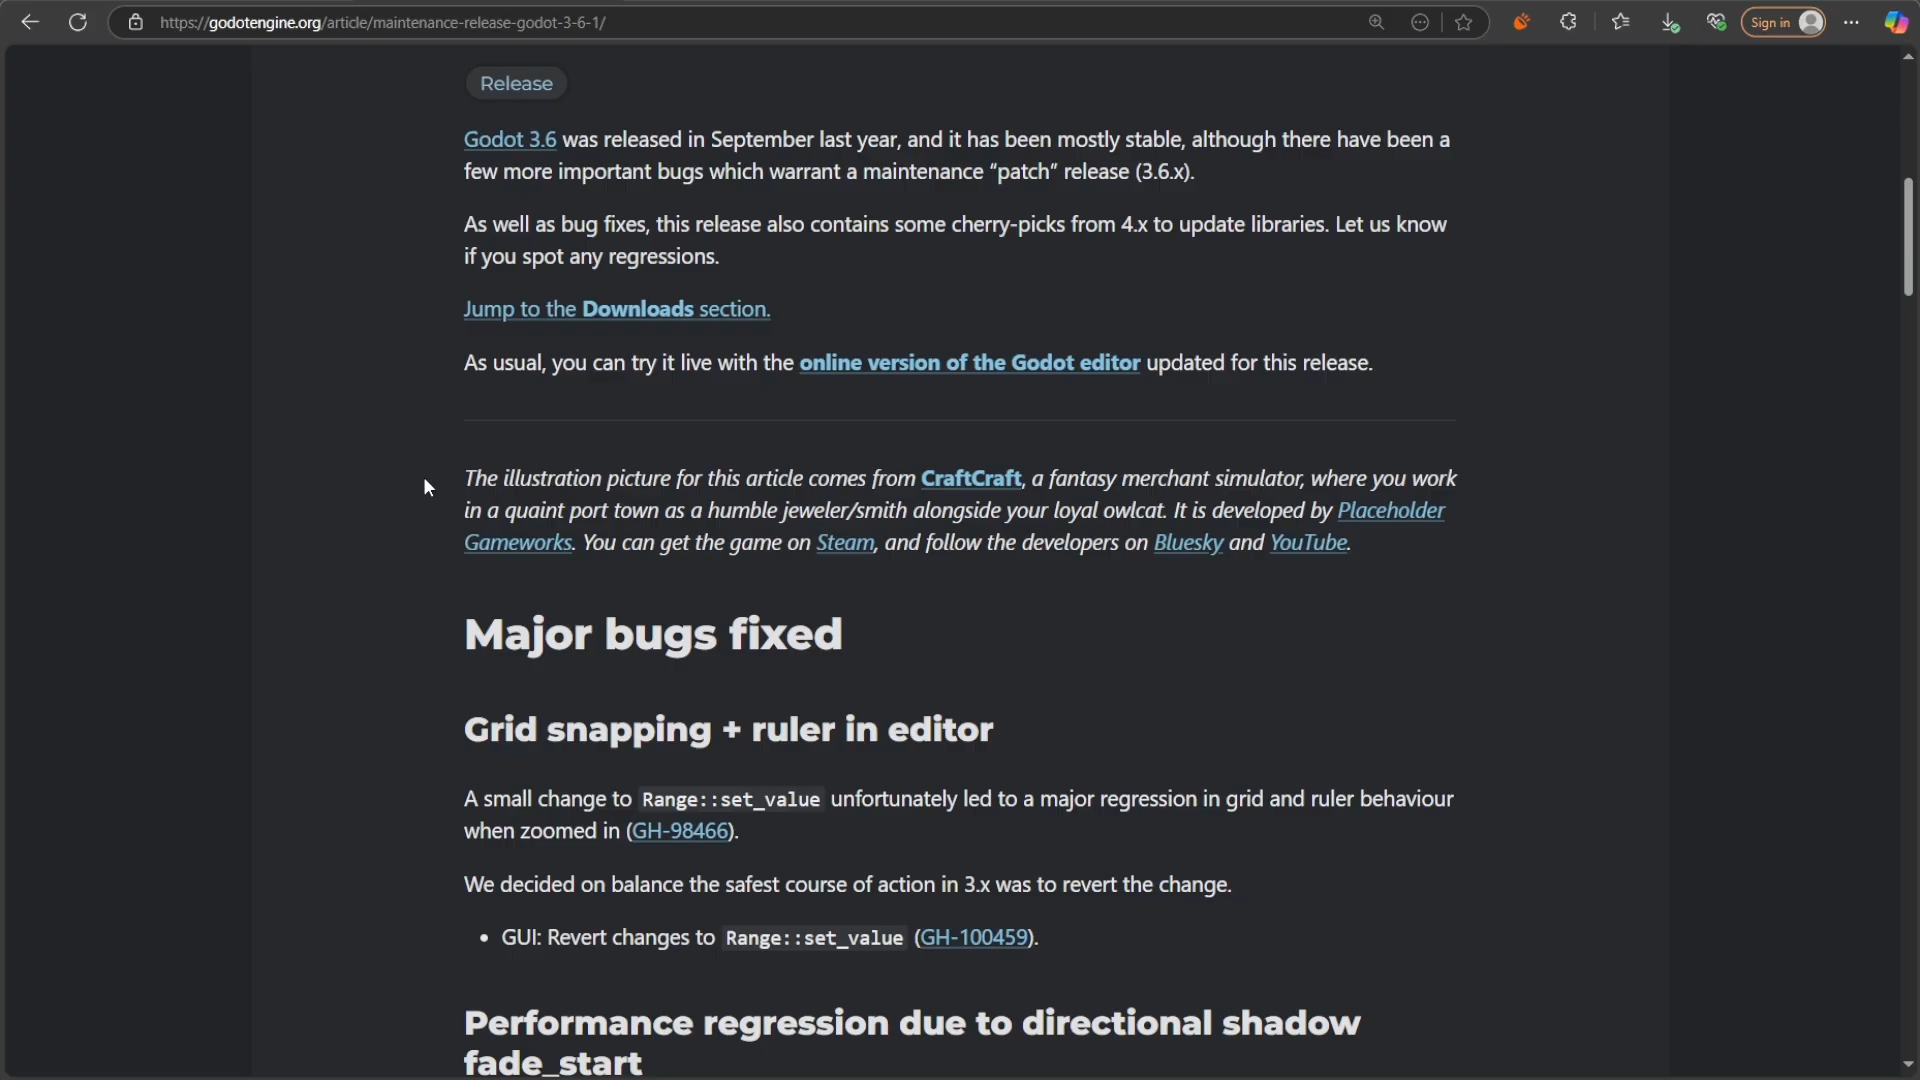 https://godotengine.org/article/maintenance-release-godot-3-6-1/
Sign in
Release
Godot 3.6 was released in September last year, and it has been mostly stable, although there have been a
few more important bugs which warrant a maintenance “patch” release (3.6.x).
As well as bug fixes, this release also contains some cherry-picks from 4.x to update libraries. Let us know
if you spot any regressions.
Jump to the Downloads section.
As usual, you can try it live with the online version of the Godot editor updated for this release.
The illustration picture for this article comes from CraftCraft, a fantasy merchant simulator, where you work
in a quaint port town as a humble jeweler/smith alongside your loyal owlcat. It is developed by Placeholder
Gameworks. You can get the game on Steam, and follow the developers on Bluesky and YouTube.
Major bugs fixed
Grid snapping + ruler in editor
A small change to Range::set_value unfortunately led to a major regression in grid and ruler behaviour
when zoomed in (GH-98466).
We decided on balance the safest course of action in 3.x was to revert the change.
• GUI: Revert changes to Range::set_value (GH-100459).
Performance regression due to directional shadow
fade_start